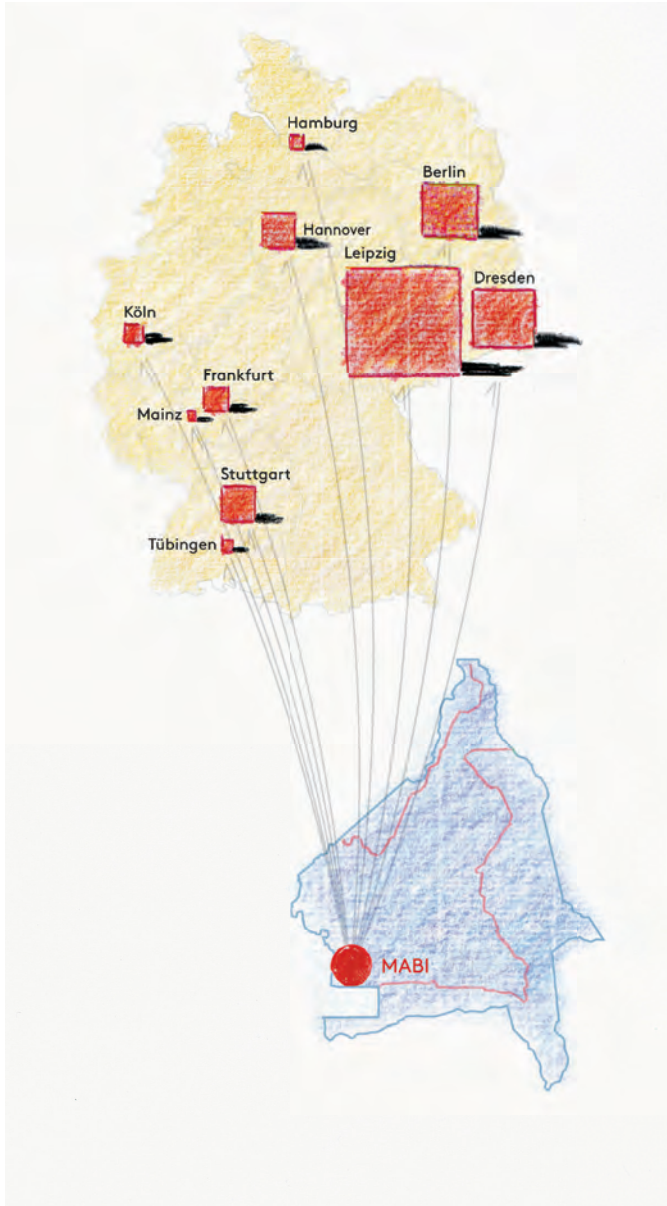 Hamburg
Berlin
Hannover
Leipzig
Dresden
Köln
Frankfurt
Mainz
Stuttgart
Tübingen
MABI